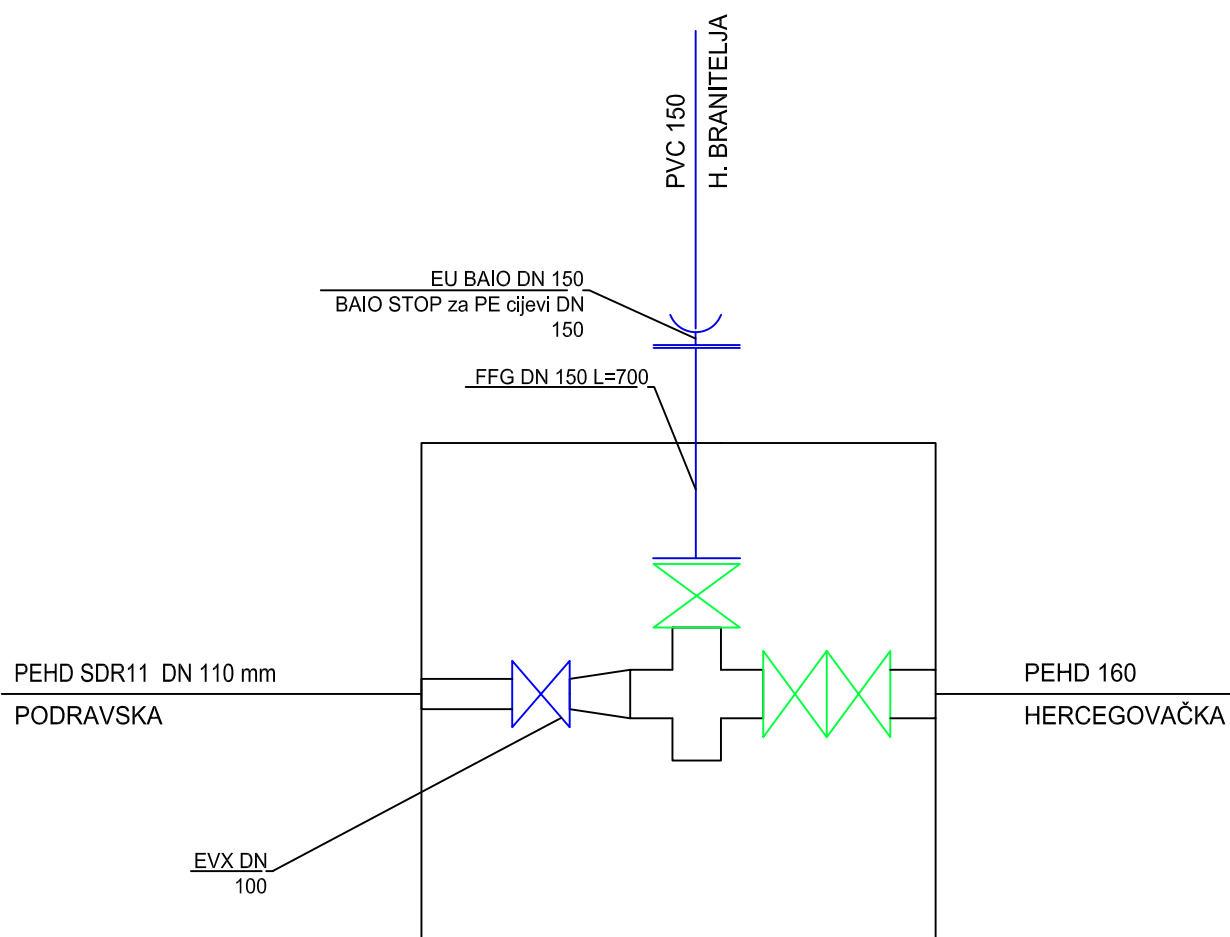 PVC 150
H. BRANITELJA
EU BAIO DN 150
BAIO STOP za PE cijevi DN
150
FFG DN 150 L=700
PEHD SDR11 DN 110 mm
PODRAVSKA
PEHD 160
HERCEGOVAČKA
EVX DN
100